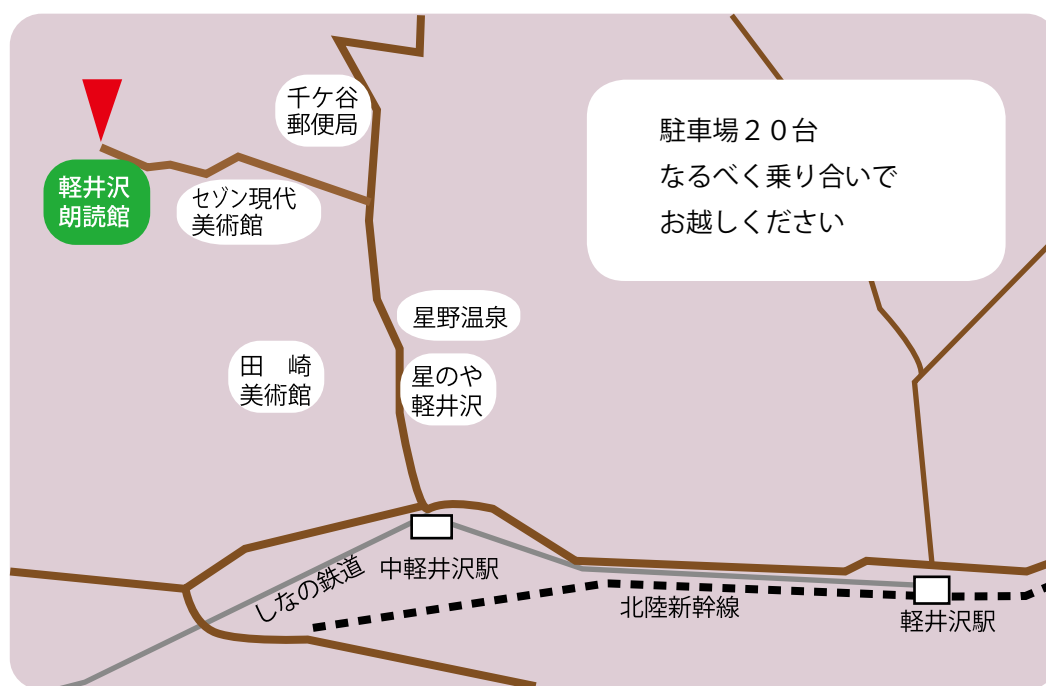 千ケ谷
郵便局
軽井沢
朗読館
セゾン現代
美術館
駐車場２０台
なるべく乗り合いで
お越しください
星野温泉
田　崎
美術館
星のや
軽井沢
しなの鉄道
中軽井沢駅
北陸新幹線
軽井沢駅